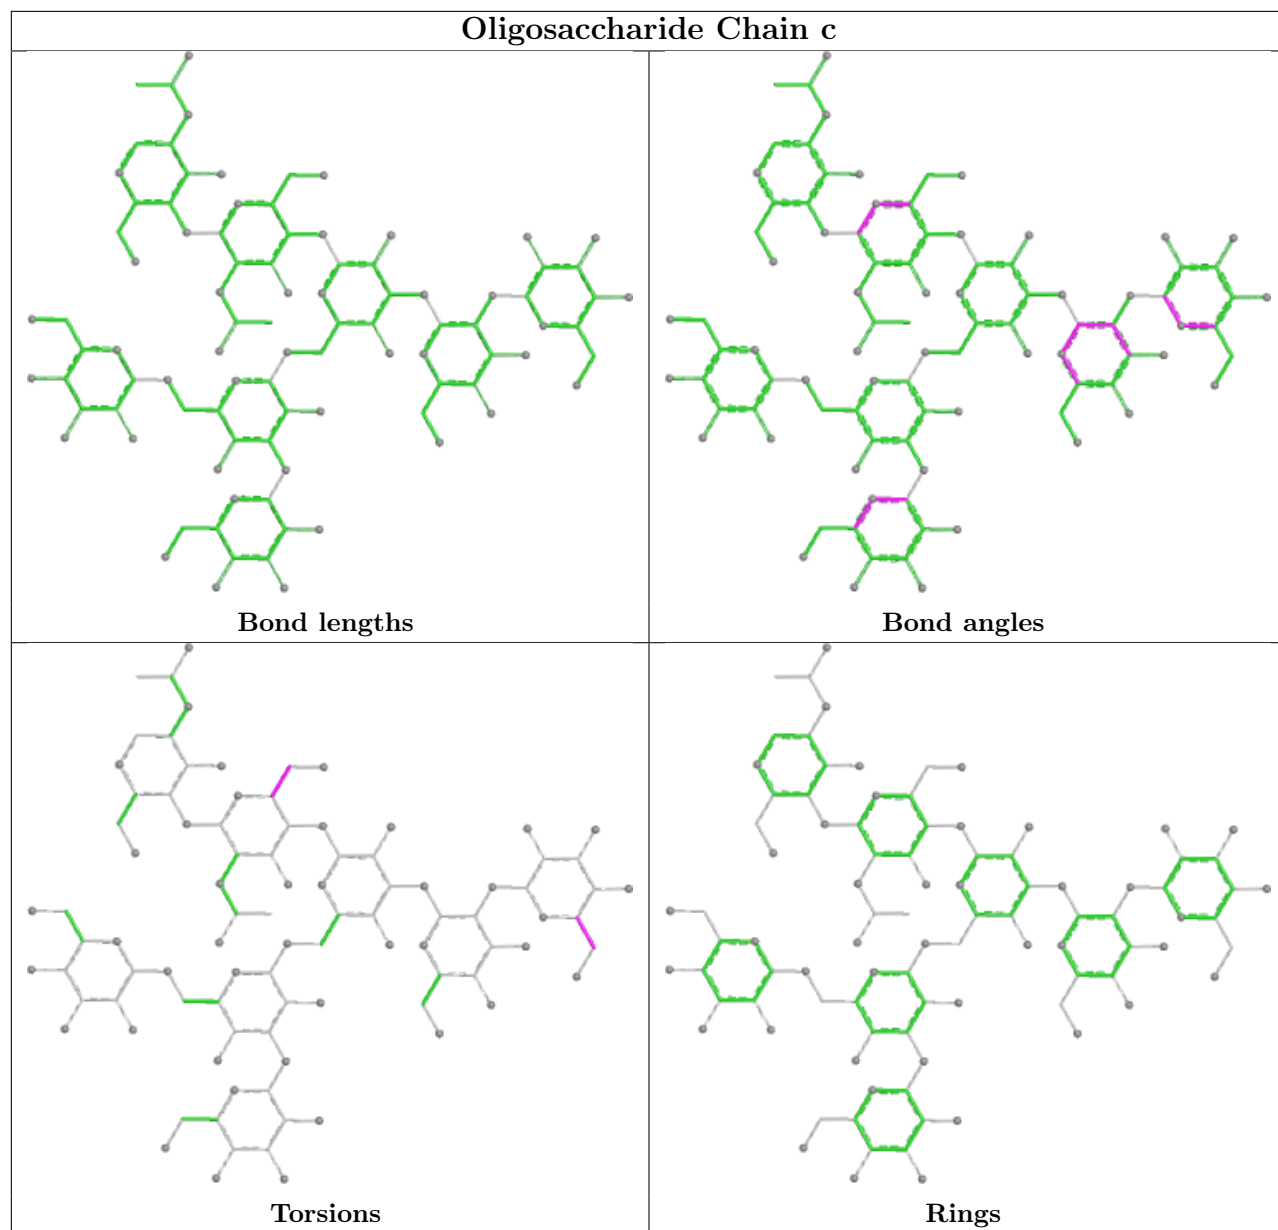 Oligosaccharide Chain c
Bond lengths
Bond angles
Torsions
Rings